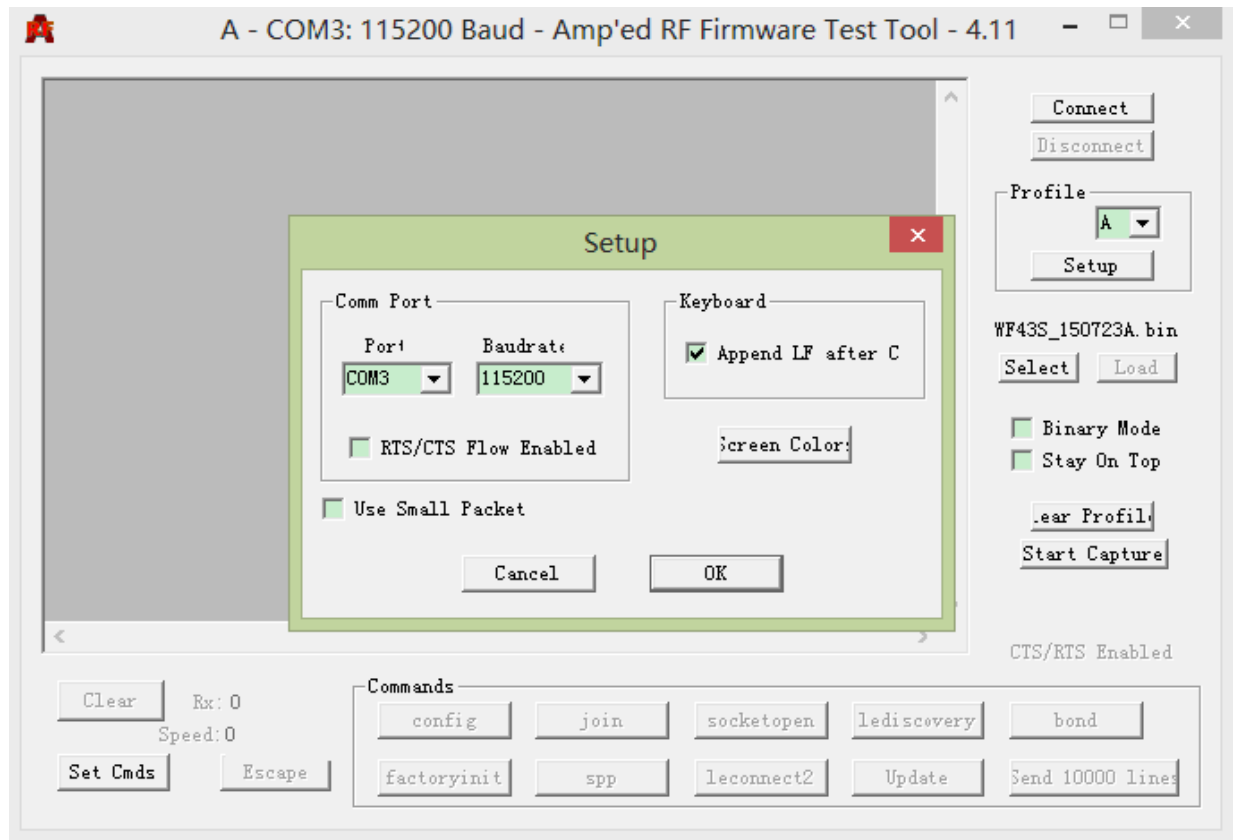 A - COM3: 115200 Baud - Amp'ed RF Firmware Test Tool - 4.11
Connect
Disconnect
Profile
A
Setup
WF43S_150723A.bin
Select Load
Binary Mode
Stay On Top
.ear Profil
Start Capture
CTS/RTS Enabled
Setup
Comm Port
Port Baudrate
COM3 115200
RTS/CTS Flow Enabled
Use Small Packet
Keyboard
Append LF after C
Screen Color
Cancel OK
Clear Rx: 0
Speed: 0
Set Cmds Escape
Commands
config join socketopen lediscovery bond
factoryinit spp leconnect2 Update Send 10000 lines